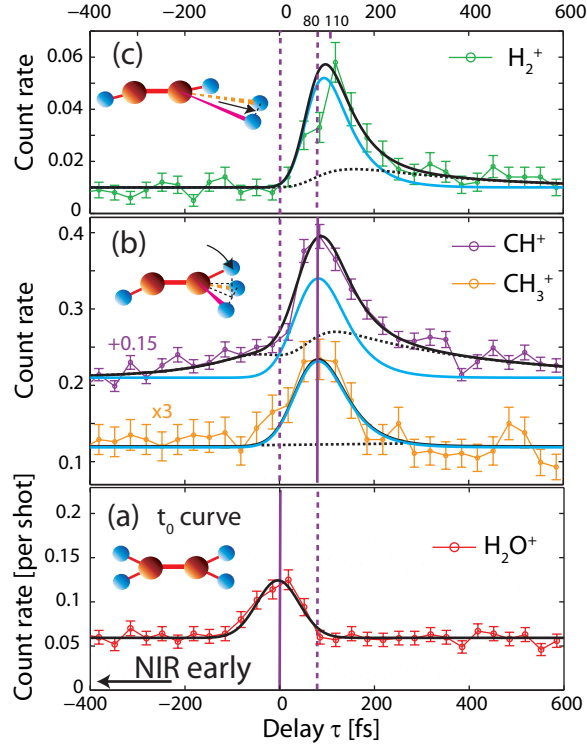 −400 −200 0 200 400 600
80 110
(c)
H₂⁺
Count rate
0.06
0.04
0.02
0.01
0
(b)
CH⁺
CH₃⁺
Count rate
0.4
0.3
0.2
0.1
+0.15
x3
(a)
t₀ curve
H₂O⁺
Count rate [per shot]
0.2
0.15
0.10
0.05
0
NIR early
−400 −200 0 200 400 600
Delay τ [fs]